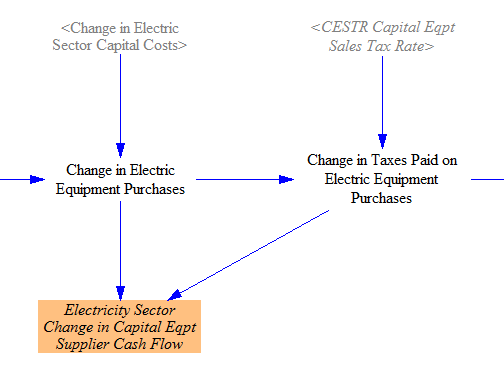 <Change in Electric
Sector Capital Costs>
<CESTR Capital Eqpt
Sales Tax Rate>
Change in Electric
Equipment Purchases
Change in Taxes Paid on
Electric Equipment
Purchases
Electricity Sector
Change in Capital Eqpt
Supplier Cash Flow